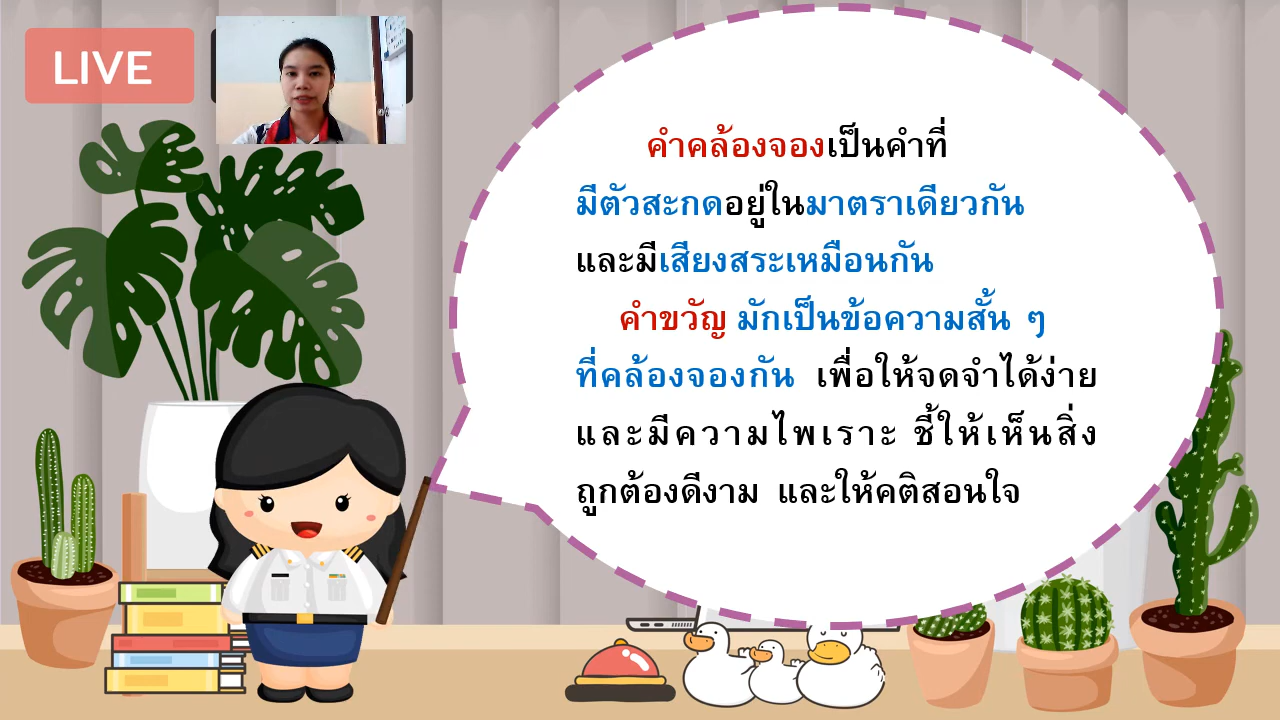 LIVE
คำคล้องจองเป็นคำที่
มีตัวสะกดอยู่ในมาตราเดียวกัน
และมีเสียงสระเหมือนกัน
คำขวัญ มักเป็นข้อความสั้น ๆ
ที่คล้องจองกัน เพื่อให้จดจำได้ง่าย
และมีความไพเราะ ชี้ให้เห็นสิ่ง
ถูกต้องดีงาม และให้คติสอนใจ